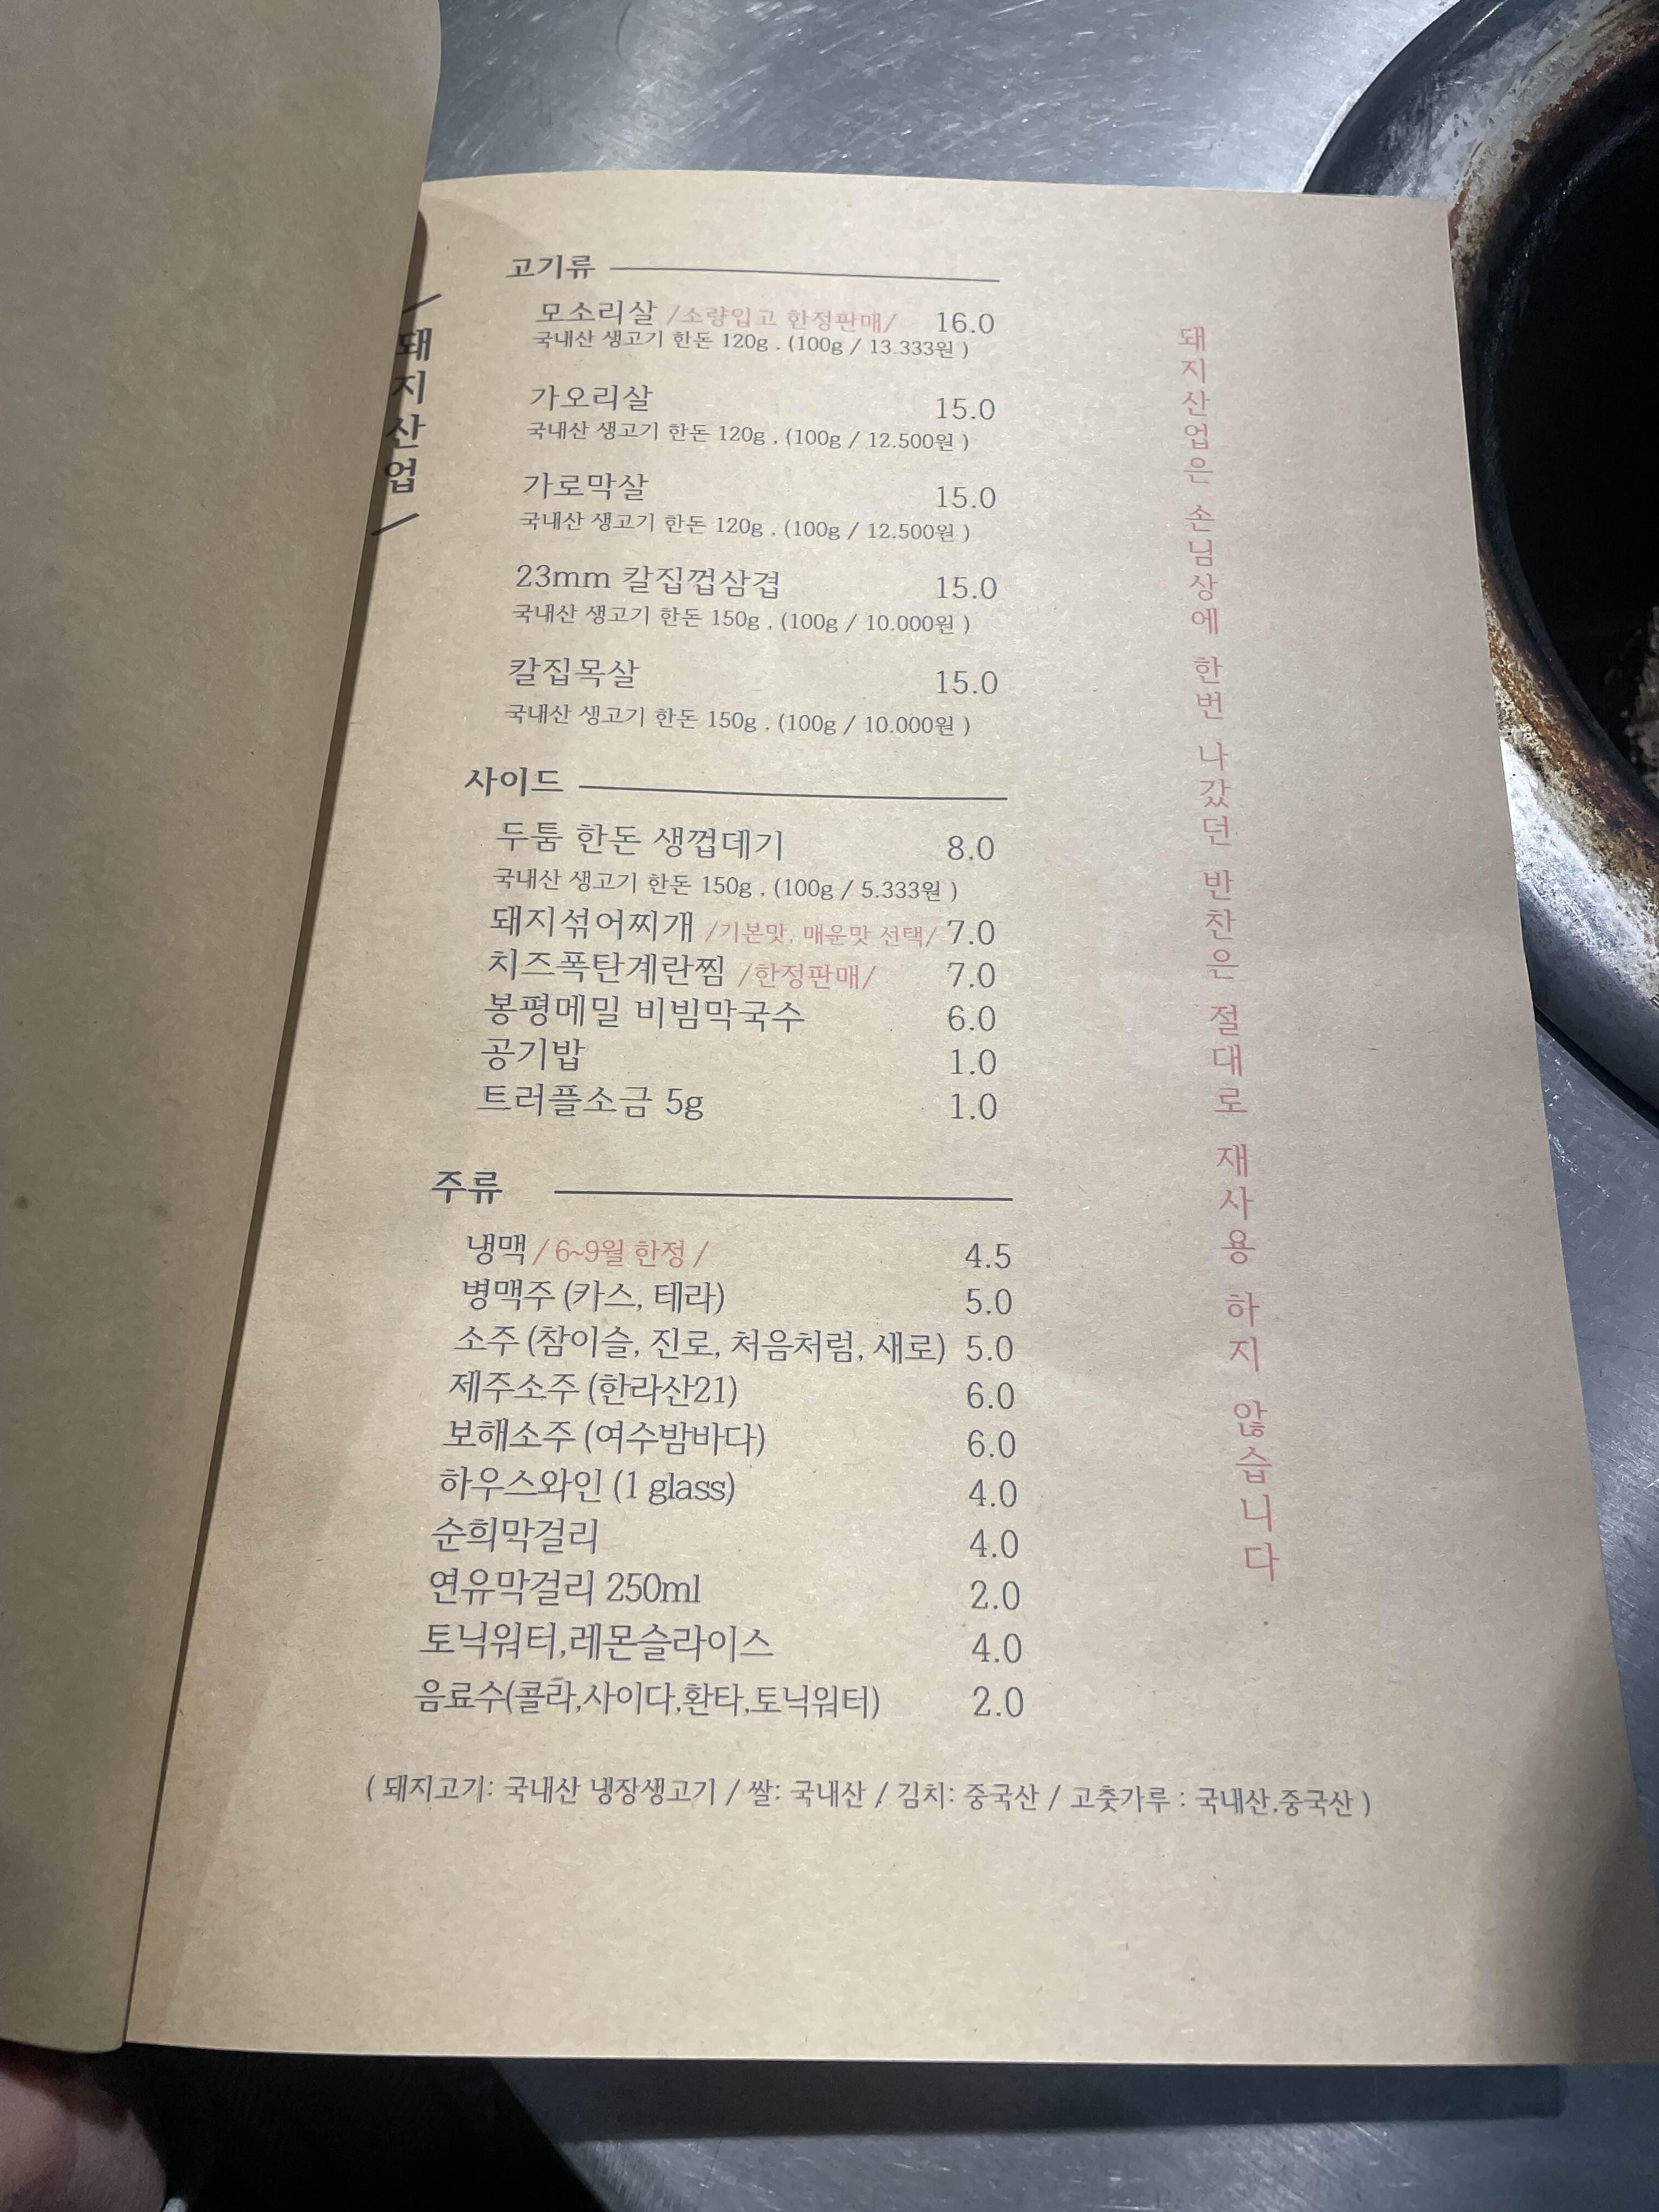 /돼지산업/
고기류
모소리살 /소량입고 한정판매/ 16.0
국내산 생고기 한돈 120g . (100g / 13.333원 )
가오리살 15.0
국내산 생고기 한돈 120g . (100g / 12.500원 )
가로막살 15.0
국내산 생고기 한돈 120g . (100g / 12.500원 )
23mm 칼집껍삼겹 15.0
국내산 생고기 한돈 150g . (100g / 10.000원 )
칼집목살 15.0
국내산 생고기 한돈 150g . (100g / 10.000원 )
사이드
두툼 한돈 생껍데기 8.0
국내산 생고기 한돈 150g . (100g / 5.333원 )
돼지섞어찌개 /기본맛, 매운맛 선택/ 7.0
치즈폭탄계란찜 /한정판매/ 7.0
봉평메밀 비빔막국수 6.0
공기밥 1.0
트러플소금 5g 1.0
주류
냉맥 / 6~9월 한정 / 4.5
병맥주 (카스, 테라) 5.0
소주 (참이슬, 진로, 처음처럼, 새로) 5.0
제주소주 (한라산21) 6.0
보해소주 (여수밤바다) 6.0
하우스와인 (1 glass) 4.0
순희막걸리 4.0
연유막걸리 250ml 2.0
토닉워터,레몬슬라이스 4.0
음료수(콜라,사이다,환타,토닉워터) 2.0
( 돼지고기: 국내산 냉장생고기 / 쌀: 국내산 / 김치: 중국산 / 고춧가루 : 국내산,중국산 )
돼지산업은 손님상에 한번 나갔던 반찬은 절대로 재사용 하지 않습니다